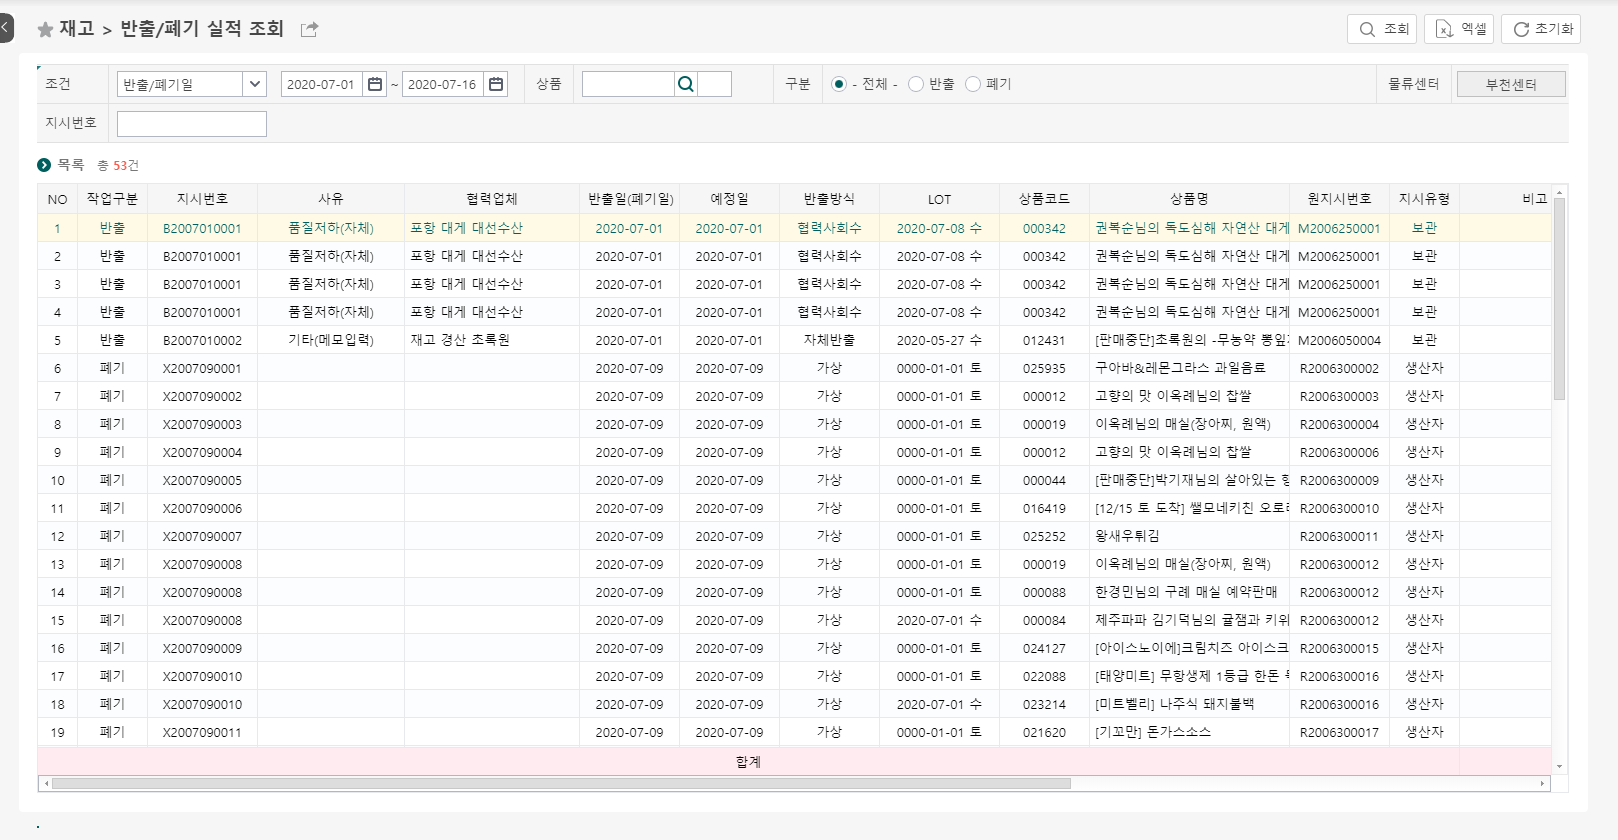 재고 > 반출/폐기 실적 조회
조회 엑셀 초기화
조건 반출/폐기일 2020-07-01 ~ 2020-07-16 상품 구분 - 전체 - 반출 폐기 물류센터 부천센터
지시번호
목록 총 53건
NO 작업구분 지시번호 사유 협력업체 반출일(폐기일) 예정일 반출방식 LOT 상품코드 상품명 원지시번호 지시유형 비고
1 반출 B2007010001 품질저하(자체) 포항 대게 대선수산 2020-07-01 2020-07-01 협력사회수 2020-07-08 수 000342 권복순님의 독도심해 자연산 대게 M2006250001 보관
2 반출 B2007010001 품질저하(자체) 포항 대게 대선수산 2020-07-01 2020-07-01 협력사회수 2020-07-08 수 000342 권복순님의 독도심해 자연산 대게 M2006250001 보관
3 반출 B2007010001 품질저하(자체) 포항 대게 대선수산 2020-07-01 2020-07-01 협력사회수 2020-07-08 수 000342 권복순님의 독도심해 자연산 대게 M2006250001 보관
4 반출 B2007010001 품질저하(자체) 포항 대게 대선수산 2020-07-01 2020-07-01 협력사회수 2020-07-08 수 000342 권복순님의 독도심해 자연산 대게 M2006250001 보관
5 반출 B2007010002 기타(메모입력) 재고 경산 초록원 2020-07-01 2020-07-01 자체반출 2020-05-27 수 012431 [판매중단]초록원의 -무농약 M2006050004 보관
6 폐기 X2007090001 2020-07-09 2020-07-09 가상 0000-01-01 토 025935 구아바&레몬그라스 과일음료 R2006300002 생산자
7 폐기 X2007090002 2020-07-09 2020-07-09 가상 0000-01-01 토 000012 고향의 맛 이옥례님의 찹쌀 R2006300003 생산자
8 폐기 X2007090003 2020-07-09 2020-07-09 가상 0000-01-01 토 000019 이옥례님의 매실(장아찌, 원액) R2006300004 생산자
9 폐기 X2007090004 2020-07-09 2020-07-09 가상 0000-01-01 토 000012 고향의 맛 이옥례님의 찹쌀 R2006300006 생산자
10 폐기 X2007090005 2020-07-09 2020-07-09 가상 0000-01-01 토 000044 [판매중단]박기재님의 살아있는 R2006300009 생산자
11 폐기 X2007090006 2020-07-09 2020-07-09 가상 0000-01-01 토 016419 [12/15 토 도착] 쌜모네키친 R2006300010 생산자
12 폐기 X2007090007 2020-07-09 2020-07-09 가상 0000-01-01 토 025252 왕새우튀김 R2006300011 생산자
13 폐기 X2007090008 2020-07-09 2020-07-09 가상 0000-01-01 토 000019 이옥례님의 매실(장아찌, 원액) R2006300012 생산자
14 폐기 X2007090008 2020-07-09 2020-07-09 가상 0000-01-01 토 000088 한경민님의 구례 매실 예약판매 R2006300012 생산자
15 폐기 X2007090008 2020-07-09 2020-07-09 가상 2020-07-01 수 000084 제주파파 김기덕님의 귤잼과 키위 R2006300012 생산자
16 폐기 X2007090009 2020-07-09 2020-07-09 가상 0000-01-01 토 024127 [아이스노이에]크림치즈 아이스크 R2006300015 생산자
17 폐기 X2007090010 2020-07-09 2020-07-09 가상 0000-01-01 토 022088 [태양미트] 무항생제 1등급 한돈 R2006300016 생산자
18 폐기 X2007090010 2020-07-09 2020-07-09 가상 2020-07-01 수 023214 [미트벨리] 나주식 돼지불백 R2006300016 생산자
19 폐기 X2007090011 2020-07-09 2020-07-09 가상 0000-01-01 토 021620 [기꼬만] 돈가스소스 R2006300017 생산자
합계